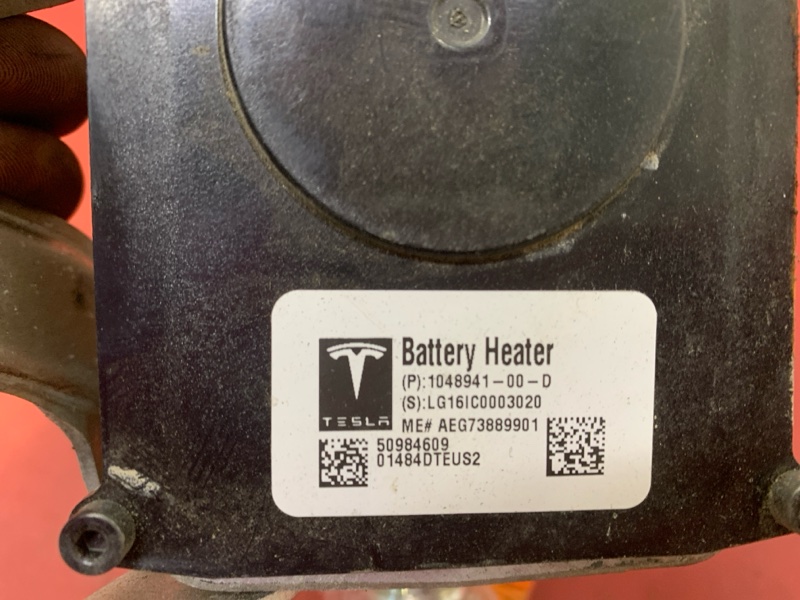 Battery Heater
(P):1048941-00-D
(S):LG16IC0003020
TESLA
ME# AEG73889901
50984609
01484DTEUS2